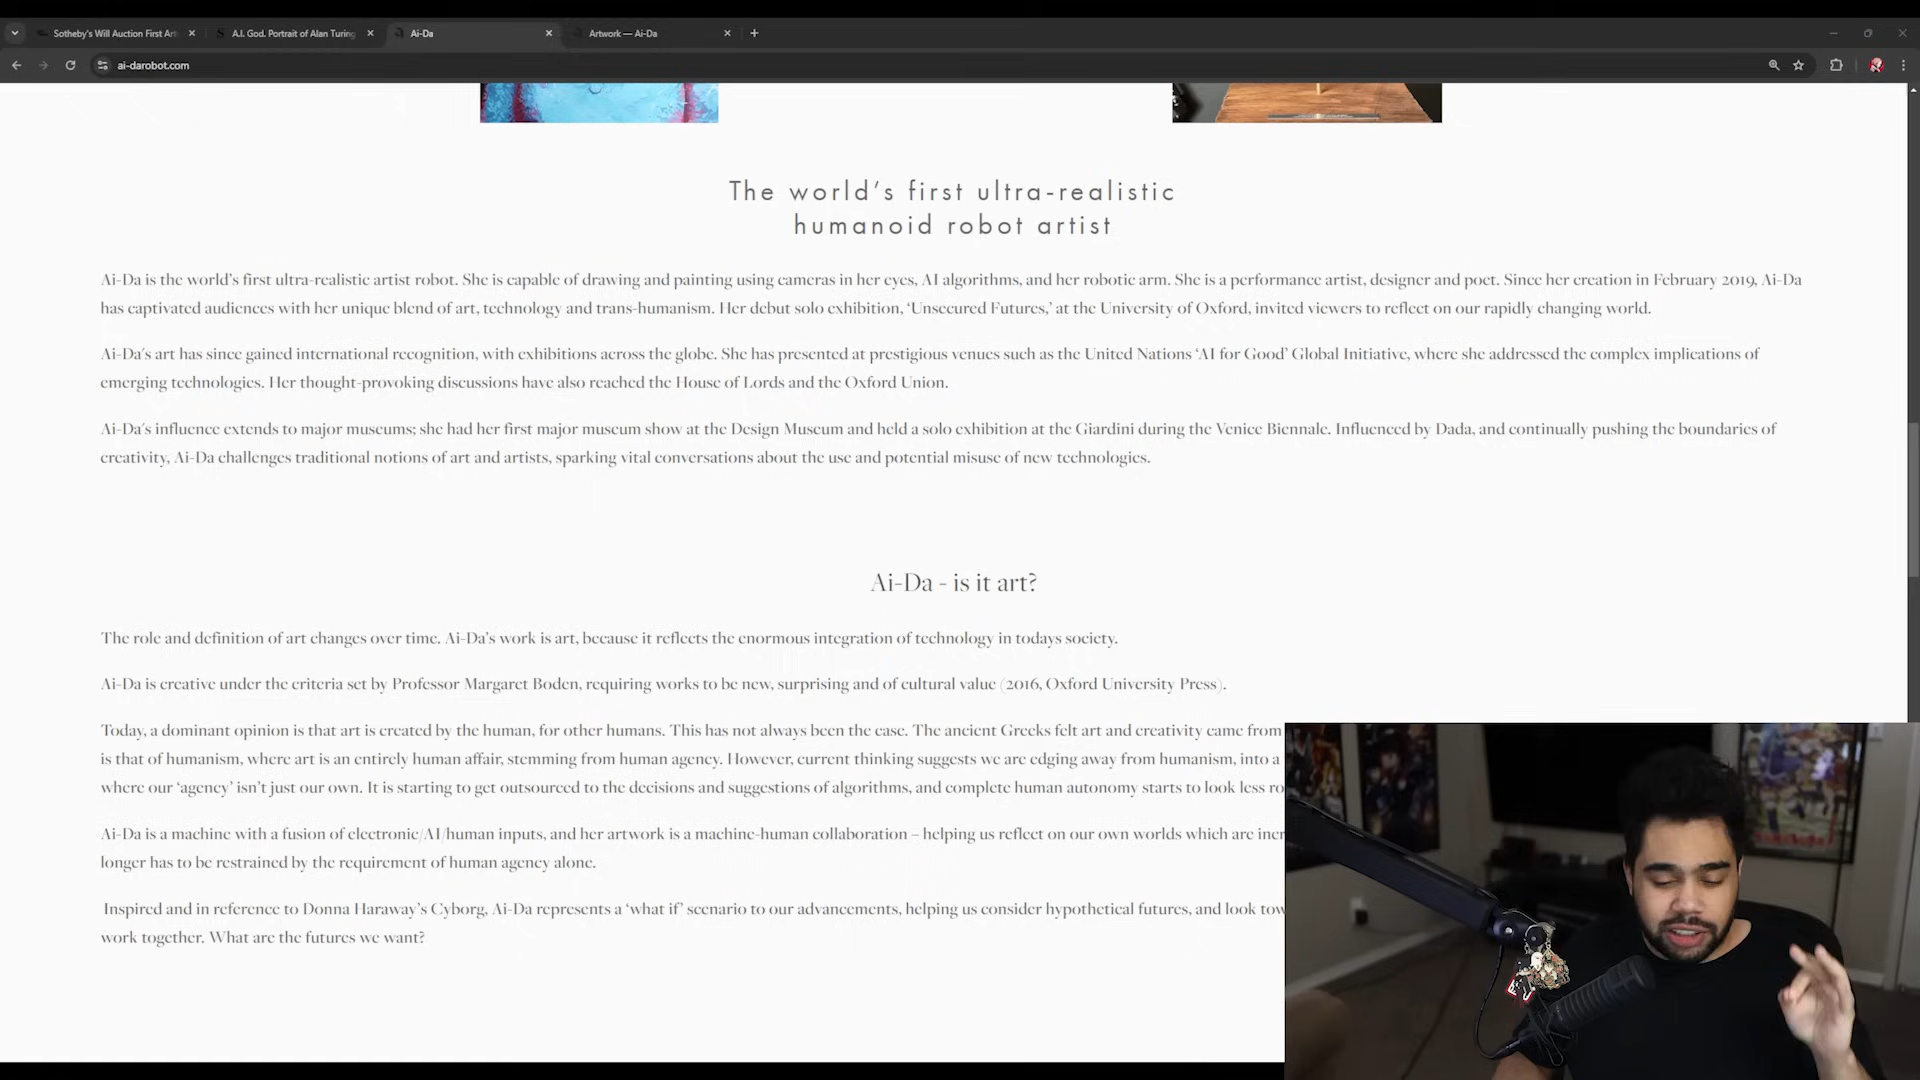 Sotheby's Will Auction First Art
A.I. God. Portrait of Alan Turing
Ai-Da
Artwork — Ai-Da
ai-darobot.com
The world's first ultra-realistic
humanoid robot artist
Ai-Da is the world's first ultra-realistic artist robot. She is capable of drawing and painting using cameras in her eyes, AI algorithms, and her robotic arm. She is a performance artist, designer and poet. Since her creation in February 2019, Ai-Da
has captivated audiences with her unique blend of art, technology and trans-humanism. Her debut solo exhibition, 'Unsecured Futures,' at the University of Oxford, invited viewers to reflect on our rapidly changing world.
Ai-Da's art has since gained international recognition, with exhibitions across the globe. She has presented at prestigious venues such as the United Nations 'AI for Good' Global Initiative, where she addressed the complex implications of
emerging technologies. Her thought-provoking discussions have also reached the House of Lords and the Oxford Union.
Ai-Da's influence extends to major museums; she had her first major museum show at the Design Museum and held a solo exhibition at the Giardini during the Venice Biennale. Influenced by Dada, and continually pushing the boundaries of
creativity, Ai-Da challenges traditional notions of art and artists, sparking vital conversations about the use and potential misuse of new technologies.
Ai-Da - is it art?
The role and definition of art changes over time. Ai-Da's work is art, because it reflects the enormous integration of technology in todays society.
Ai-Da is creative under the criteria set by Professor Margaret Boden, requiring works to be new, surprising and of cultural value (2016, Oxford University Press).
Today, a dominant opinion is that art is created by the human, for other humans. This has not always been the case. The ancient Greeks felt art and creativity came from
is that of humanism, where art is an entirely human affair, stemming from human agency. However, current thinking suggests we are edging away from humanism, into a
where our 'agency' isn't just our own. It is starting to get outsourced to the decisions and suggestions of algorithms, and complete human autonomy starts to look less ro
Ai-Da is a machine with a fusion of electronic/AI/human inputs, and her artwork is a machine-human collaboration – helping us reflect on our own worlds which are incr
longer has to be restrained by the requirement of human agency alone.
Inspired and in reference to Donna Haraway's Cyborg, Ai-Da represents a 'what if' scenario to our advancements, helping us consider hypothetical futures, and look tow
work together. What are the futures we want?